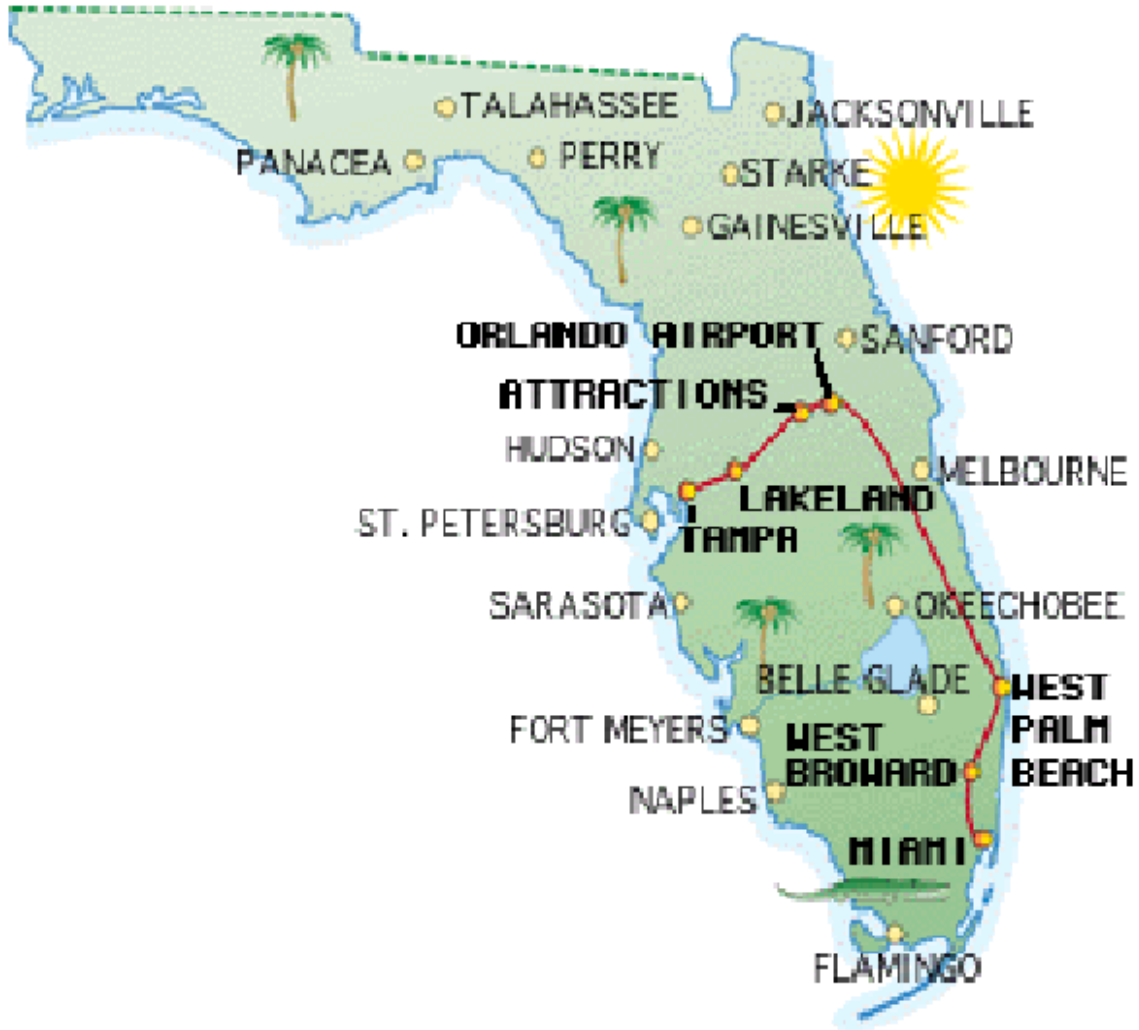 TALAHASSEE
JACKSONVILLE
PANACEA
PERRY
STARKE
GAINESVILLE
ORLANDO AIRPORT
SANFORD
ATTRACTIONS
HUDSON
MELBOURNE
LAKELAND
ST. PETERSBURG
TAMPA
SARASOTA
OKEECHOBEE
BELLE GLADE
WEST
PALM
BEACH
FORT MEYERS
WEST
BROWARD
NAPLES
MIAMI
FLAMINGO